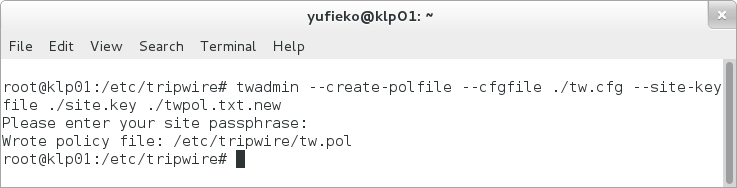 yufieko@klp01: ~
File Edit View Search Terminal Help
root@klp01:/etc/tripwire# twadmin --create-polfile --cfgfile ./tw.cfg --site-key
file ./site.key ./twpol.txt.new
Please enter your site passphrase:
Wrote policy file: /etc/tripwire/tw.pol
root@klp01:/etc/tripwire#